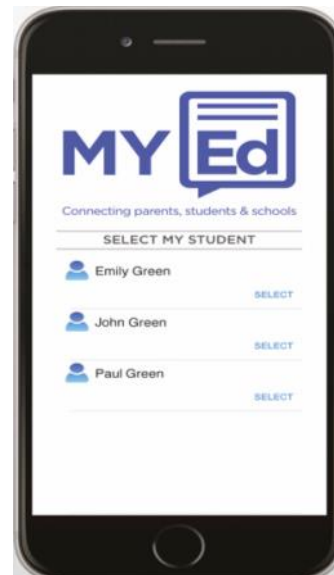 MY Ed
Connecting parents, students & schools
SELECT MY STUDENT
Emily Green
SELECT
John Green
SELECT
Paul Green
SELECT